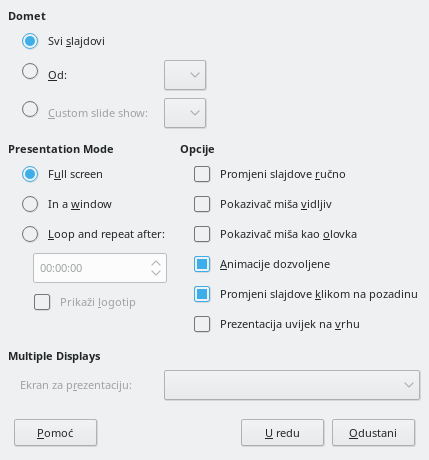 Domet
Svi slajdovi
Od:
Custom slide show:
Presentation Mode
Full screen
In a window
Loop and repeat after:
00:00:00
Prikaži logotip
Opcije
Promjeni slajdove ručno
Pokazivač miša vidljiv
Pokazivač miša kao olovka
Animacije dozvoljene
Promjeni slajdove klikom na pozadinu
Prezentacija uvijek na vrhu
Multiple Displays
Ekran za prezentaciju:
Pomoć
U redu
Odustani